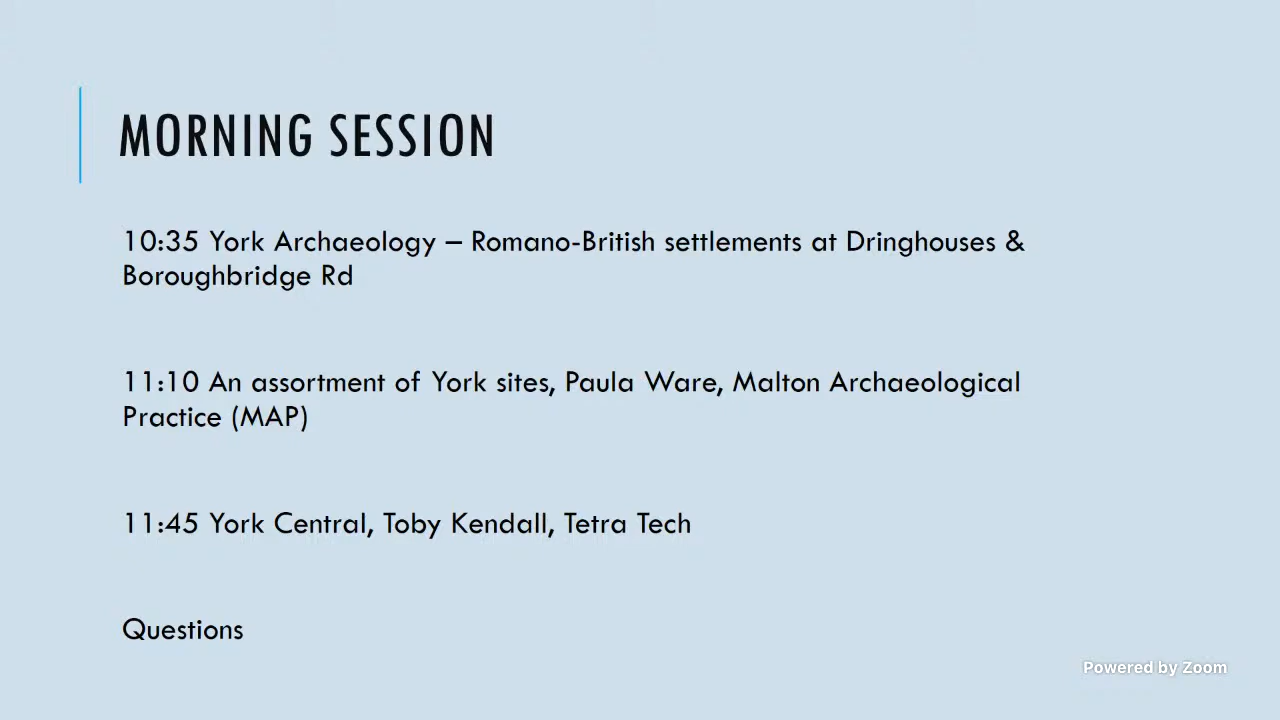 MORNING SESSION
10:35 York Archaeology – Romano-British settlements at Dringhouses &
Boroughbridge Rd
11:10 An assortment of York sites, Paula Ware, Malton Archaeological
Practice (MAP)
11:45 York Central, Toby Kendall, Tetra Tech
Questions
Powered by Zoom